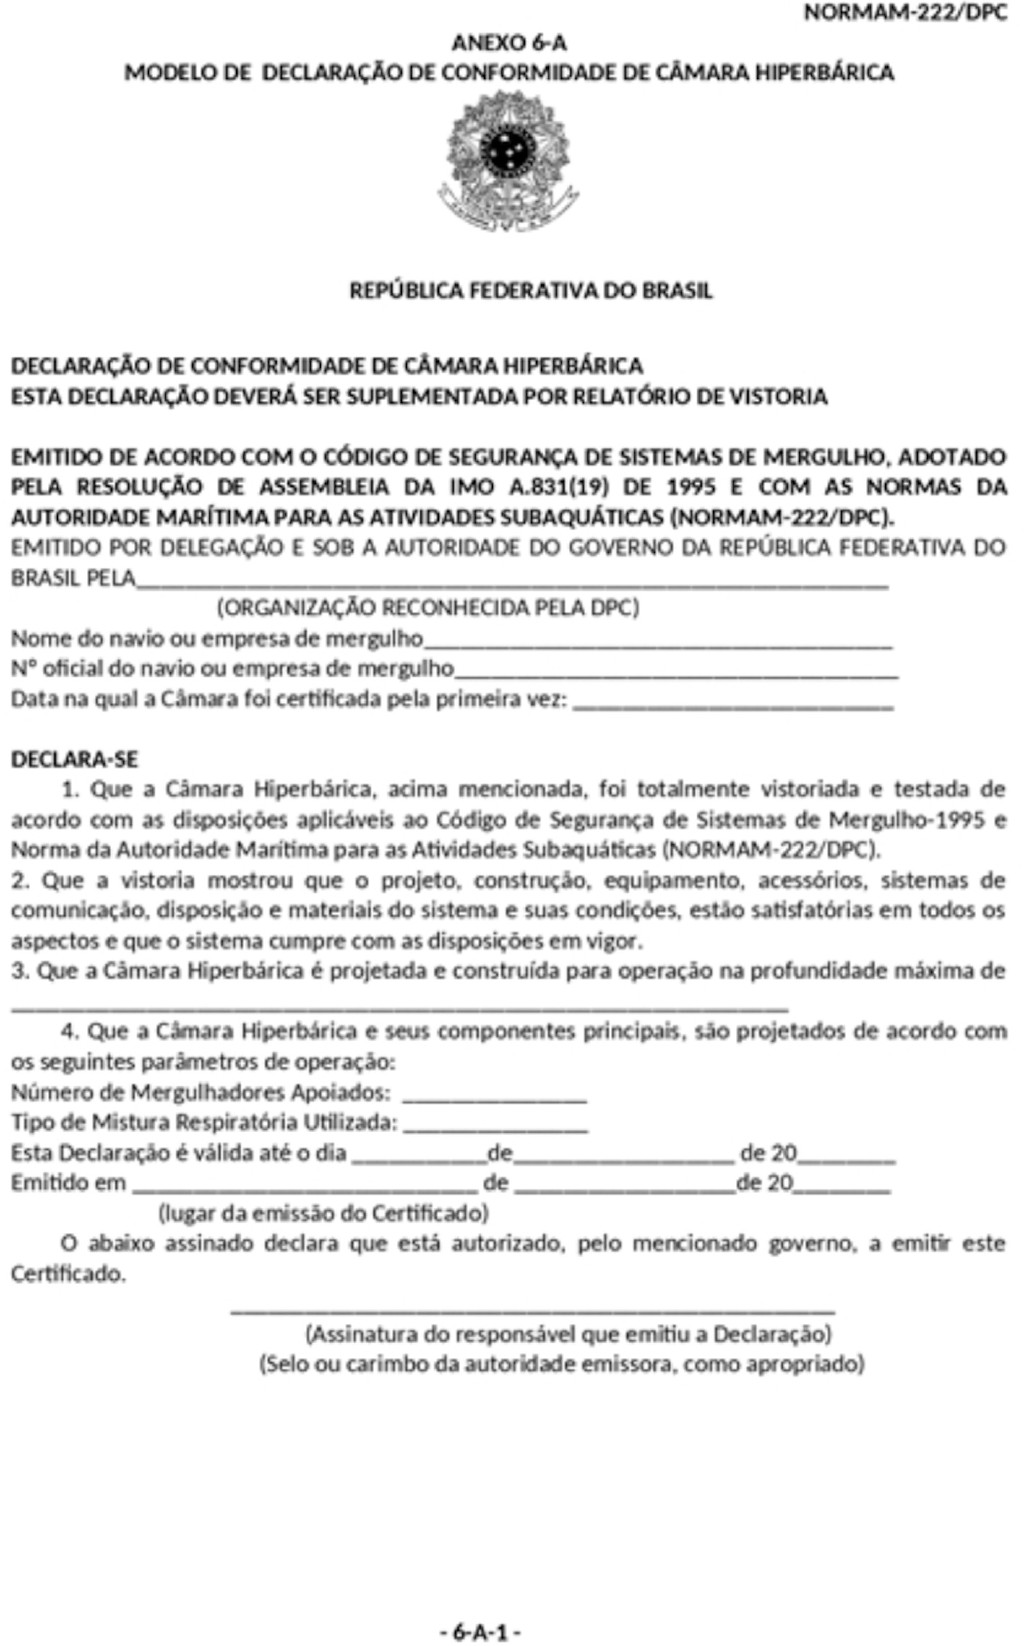 NORMAM-222/DPC
ANEXO 6-A
MODELO DE DECLARAÇÃO DE CONFORMIDADE DE CÂMARA HIPERBÁRICA
REPÚBLICA FEDERATIVA DO BRASIL
DECLARAÇÃO DE CONFORMIDADE DE CÂMARA HIPERBÁRICA
ESTA DECLARAÇÃO DEVERÁ SER SUPLEMENTADA POR RELATÓRIO DE VISTORIA
EMITIDO DE ACORDO COM O CÓDIGO DE SEGURANÇA DE SISTEMAS DE MERGULHO, ADOTADO
PELA RESOLUÇÃO DE ASSEMBLEIA DA IMO A.831(19) DE 1995 E COM AS NORMAS DA
AUTORIDADE MARÍTIMA PARA AS ATIVIDADES SUBAQUÁTICAS (NORMAM-222/DPC).
EMITIDO POR DELEGAÇÃO E SOB A AUTORIDADE DO GOVERNO DA REPÚBLICA FEDERATIVA DO
BRASIL PELA____________________________________________________________
(ORGANIZAÇÃO RECONHECIDA PELA DPC)
Nome do navio ou empresa de mergulho______________________________________
Nº oficial do navio ou empresa de mergulho____________________________________
Data na qual a Câmara foi certificada pela primeira vez: __________________________
DECLARA-SE
1. Que a Câmara Hiperbárica, acima mencionada, foi totalmente vistoriada e testada de
acordo com as disposições aplicáveis ao Código de Segurança de Sistemas de Mergulho-1995 e
Norma da Autoridade Marítima para as Atividades Subaquáticas (NORMAM-222/DPC).
2. Que a vistoria mostrou que o projeto, construção, equipamento, acessórios, sistemas de
comunicação, disposição e materiais do sistema e suas condições, estão satisfatórias em todos os
aspectos e que o sistema cumpre com as disposições em vigor.
3. Que a Câmara Hiperbárica é projetada e construída para operação na profundidade máxima de
_______________________________________________________________
4. Que a Câmara Hiperbárica e seus componentes principais, são projetados de acordo com
os seguintes parâmetros de operação:
Número de Mergulhadores Apoiados: _______________
Tipo de Mistura Respiratória Utilizada: _______________
Esta Declaração é válida até o dia ___________de__________________ de 20________
Emitido em ____________________________ de __________________de 20________
(lugar da emissão do Certificado)
O abaixo assinado declara que está autorizado, pelo mencionado governo, a emitir este
Certificado.
_________________________________________________
(Assinatura do responsável que emitiu a Declaração)
(Selo ou carimbo da autoridade emissora, como apropriado)
- 6-A-1 -